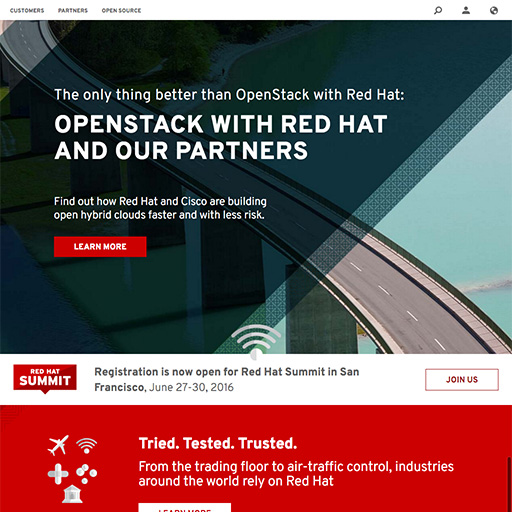 CUSTOMERS PARTNERS OPEN SOURCE
The only thing better than OpenStack with Red Hat:
OPENSTACK WITH RED HAT
AND OUR PARTNERS
Find out how Red Hat and Cisco are building
open hybrid clouds faster and with less risk.
LEARN MORE
RED HAT
SUMMIT
Registration is now open for Red Hat Summit in San
Francisco, June 27-30, 2016
JOIN US
Tried. Tested. Trusted.
From the trading floor to air-traffic control, industries
around the world rely on Red Hat
LEARN MORE